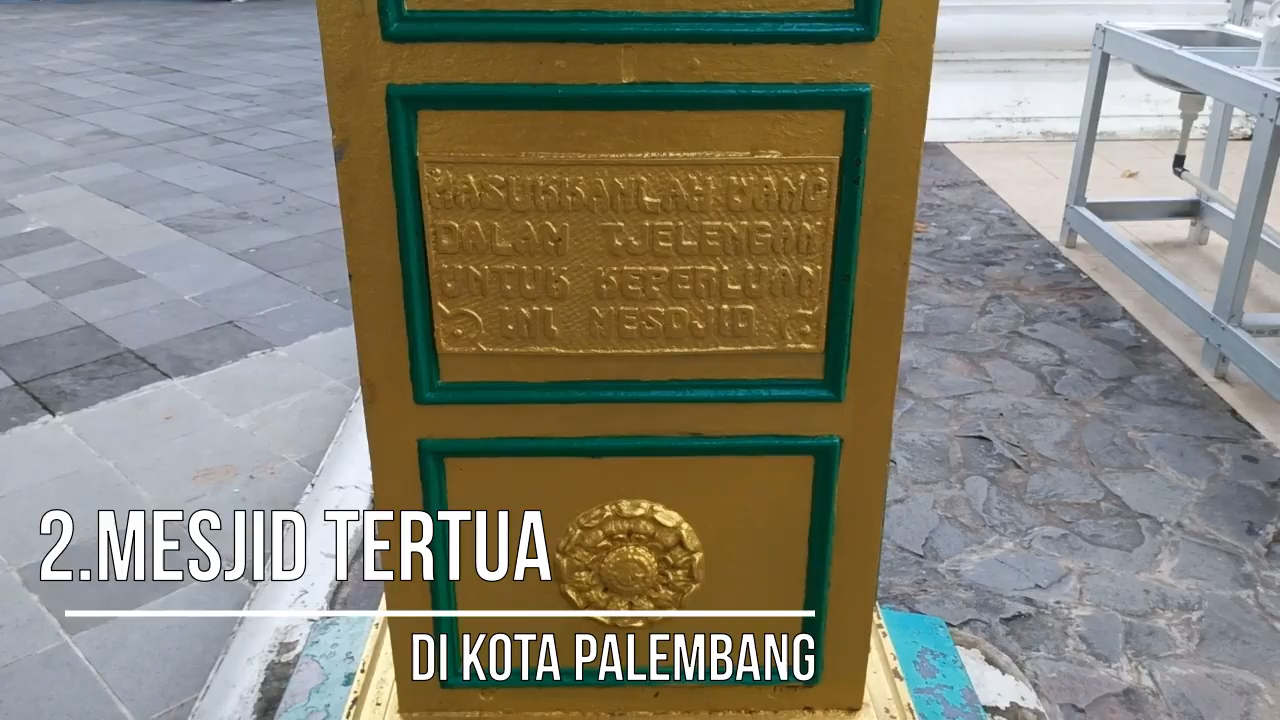 MASUKKANLAH UANG
DALAM TJELENGAN
UNTUK KEPERLUAN
INI MESDJID
2.MESJID TERTUA
DI KOTA PALEMBANG